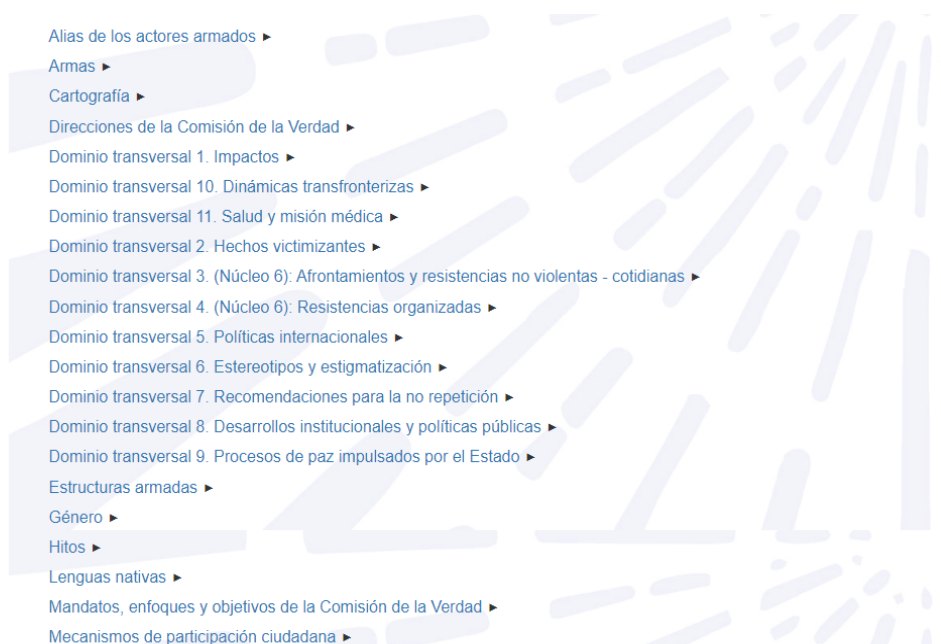 Alias de los actores armados ►
Armas ►
Cartografía ►
Direcciones de la Comisión de la Verdad ►
Dominio transversal 1. Impactos ►
Dominio transversal 10. Dinámicas transfronterizas ►
Dominio transversal 11. Salud y misión médica ►
Dominio transversal 2. Hechos victimizantes ►
Dominio transversal 3. (Núcleo 6): Afrontamientos y resistencias no violentas - cotidianas ►
Dominio transversal 4. (Núcleo 6): Resistencias organizadas ►
Dominio transversal 5. Políticas internacionales ►
Dominio transversal 6. Estereotipos y estigmatización ►
Dominio transversal 7. Recomendaciones para la no repetición ►
Dominio transversal 8. Desarrollos institucionales y políticas públicas ►
Dominio transversal 9. Procesos de paz impulsados por el Estado ►
Estructuras armadas ►
Género ►
Hitos ►
Lenguas nativas ►
Mandatos, enfoques y objetivos de la Comisión de la Verdad ►
Mecanismos de participación ciudadana ►